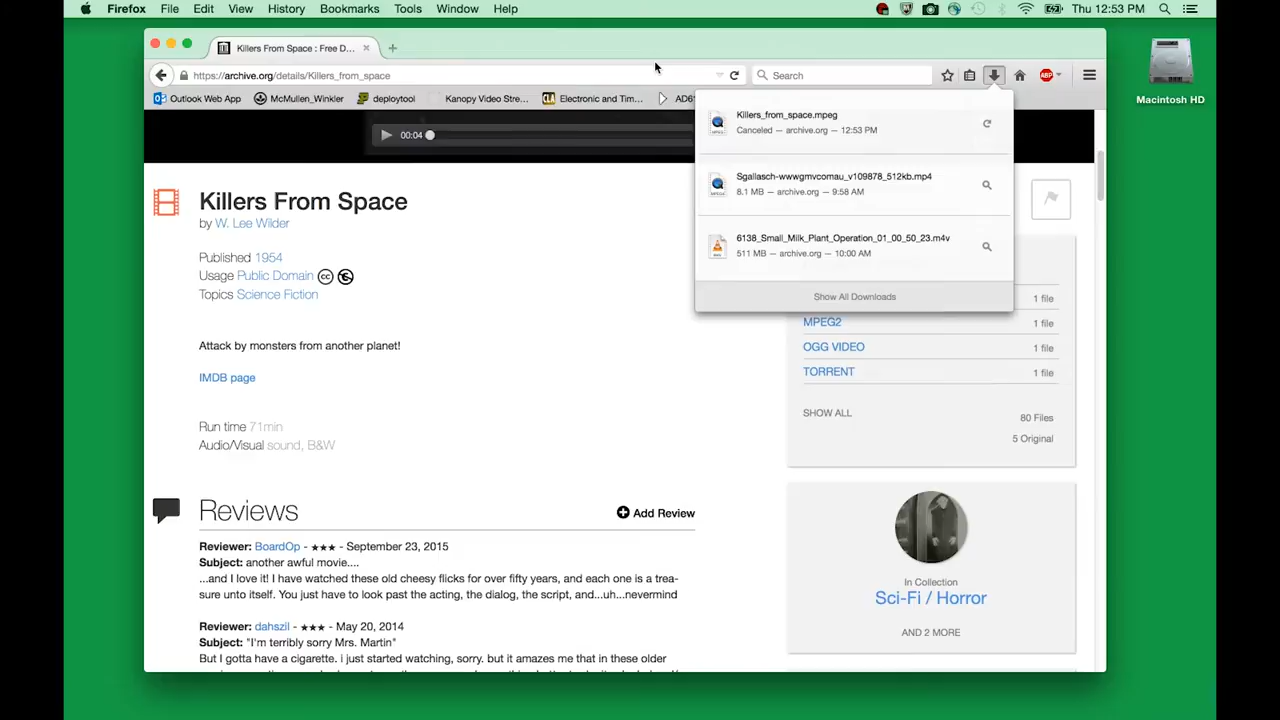 Firefox File Edit View History Bookmarks Tools Window Help Thu 12:53 PM
Killers From Space : Free D...
https://archive.org/details/Killers_from_space Search ABP
Outlook Web App McMullen_Winkler deploytool Kanopy Video Stre... CLA Electronic and Tim... AD61
Macintosh HD
Killers_from_space.mpeg
Canceled — archive.org — 12:53 PM
Sgallasch-wwwgmvcomau_v109878_512kb.mp4
8.1 MB — archive.org — 9:58 AM
6138_Small_Milk_Plant_Operation_01_00_50_23.m4v
511 MB — archive.org — 10:00 AM
Show All Downloads
00:04
Killers From Space
by W. Lee Wilder
Published 1954
Usage Public Domain cc
Topics Science Fiction
Attack by monsters from another planet!
IMDB page
Run time 71min
Audio/Visual sound, B&W
1 file
MPEG2 1 file
OGG VIDEO 1 file
TORRENT 1 file
SHOW ALL 80 Files
5 Original
Reviews
Add Review
Reviewer: BoardOp - ★★★ - September 23, 2015
Subject: another awful movie....
...and I love it! I have watched these old cheesy flicks for over fifty years, and each one is a trea-
sure unto itself. You just have to look past the acting, the dialog, the script, and...uh...nevermind
Reviewer: dahszil - ★★★ - May 20, 2014
Subject: "I'm terribly sorry Mrs. Martin"
But I gotta have a cigarette. i just started watching, sorry. but it amazes me that in these older
In Collection
Sci-Fi / Horror
AND 2 MORE